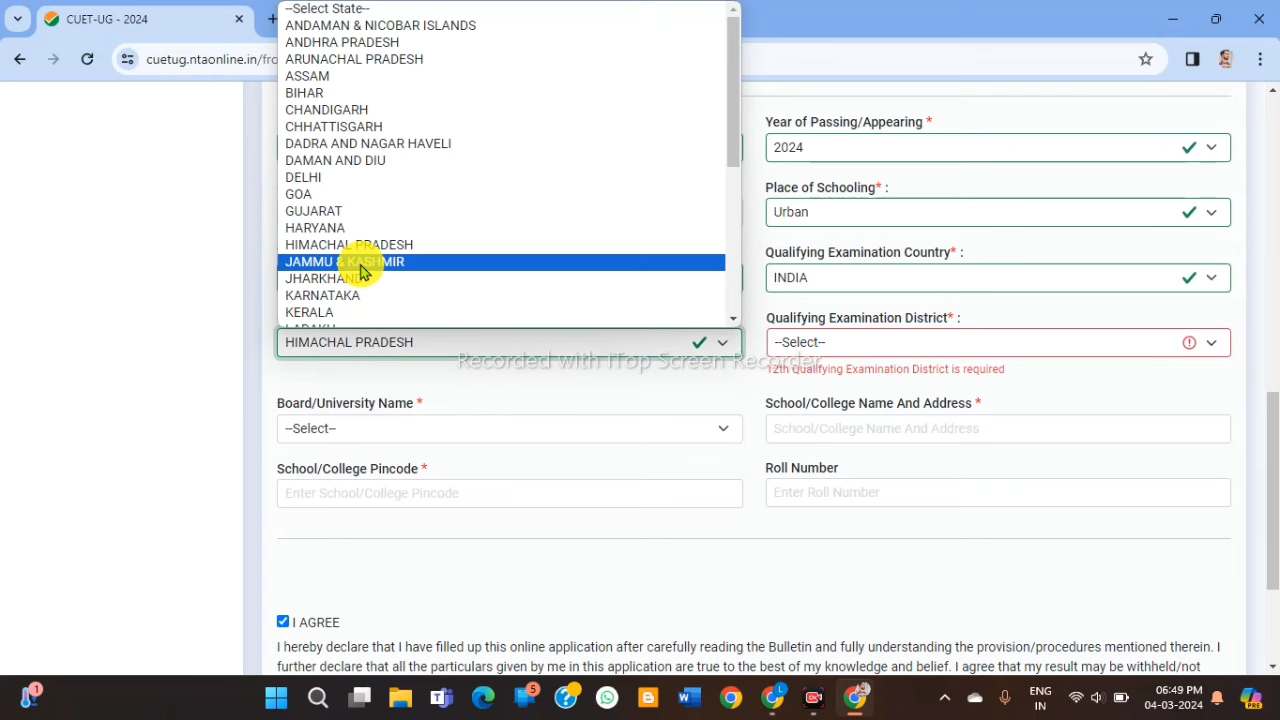 CUET-UG - 2024
cuetug.ntaonline.in/fro
--Select State--
ANDAMAN & NICOBAR ISLANDS
ANDHRA PRADESH
ARUNACHAL PRADESH
ASSAM
BIHAR
CHANDIGARH
CHHATTISGARH
DADRA AND NAGAR HAVELI
DAMAN AND DIU
DELHI
GOA
GUJARAT
HARYANA
HIMACHAL PRADESH
JAMMU & KASHMIR
JHARKHAND
KARNATAKA
KERALA
LADAKH
HIMACHAL PRADESH
Year of Passing/Appearing *
2024
Place of Schooling* :
Urban
Qualifying Examination Country* :
INDIA
Qualifying Examination District* :
--Select--
12th Qualifying Examination District is required
Recorded with iTop Screen Recorder
Board/University Name *
--Select--
School/College Name And Address *
School/College Name And Address
School/College Pincode *
Enter School/College Pincode
Roll Number
Enter Roll Number
I AGREE
I hereby declare that I have filled up this online application after carefully reading the Bulletin and fully understanding the provision/procedures mentioned therein. I
further declare that all the particulars given by me in this application are true to the best of my knowledge and belief. I agree that my result may be withheld/not
1
5
2
L
ENG
IN
06:49 PM
04-03-2024
PRE